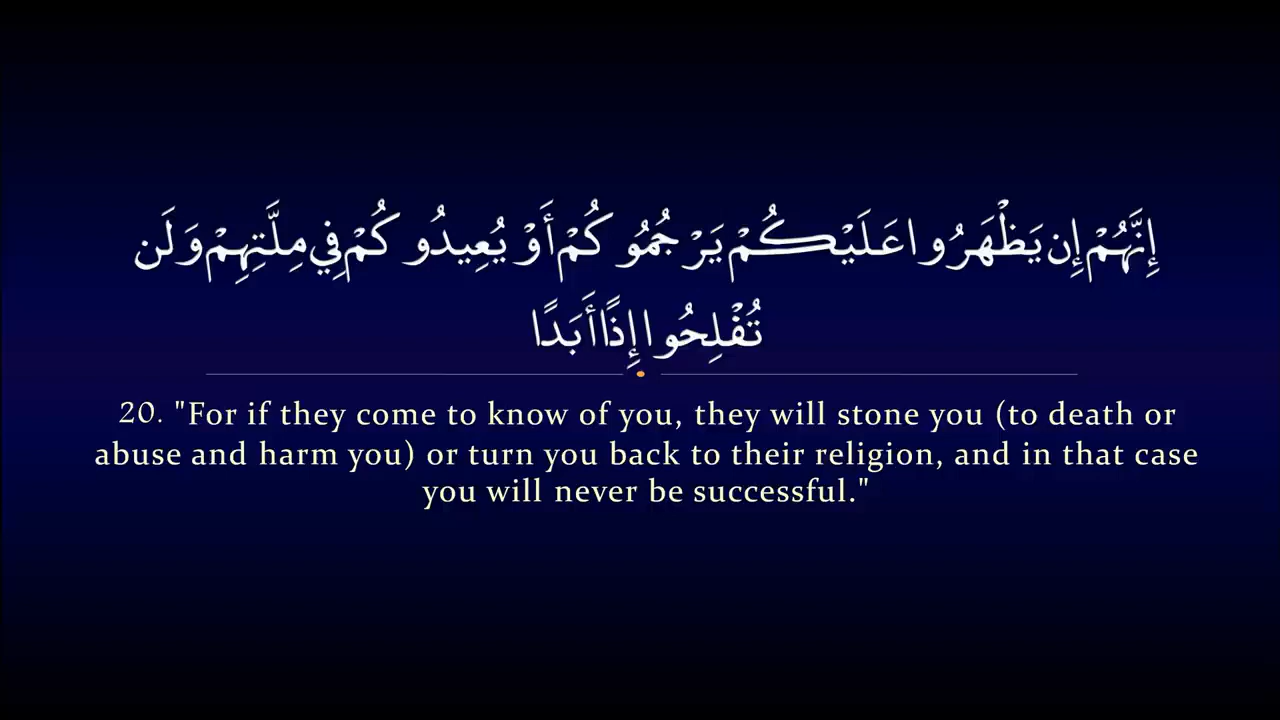 إِنَّهُمْ إِن يَظْهَرُوا عَلَيْكُمْ يَرْجُمُوكُمْ أَوْ يُعِيدُوكُمْ فِي مِلَّتِهِمْ وَلَن
تُفْلِحُوا إِذًا أَبَدًا
20. "For if they come to know of you, they will stone you (to death or
abuse and harm you) or turn you back to their religion, and in that case
you will never be successful."